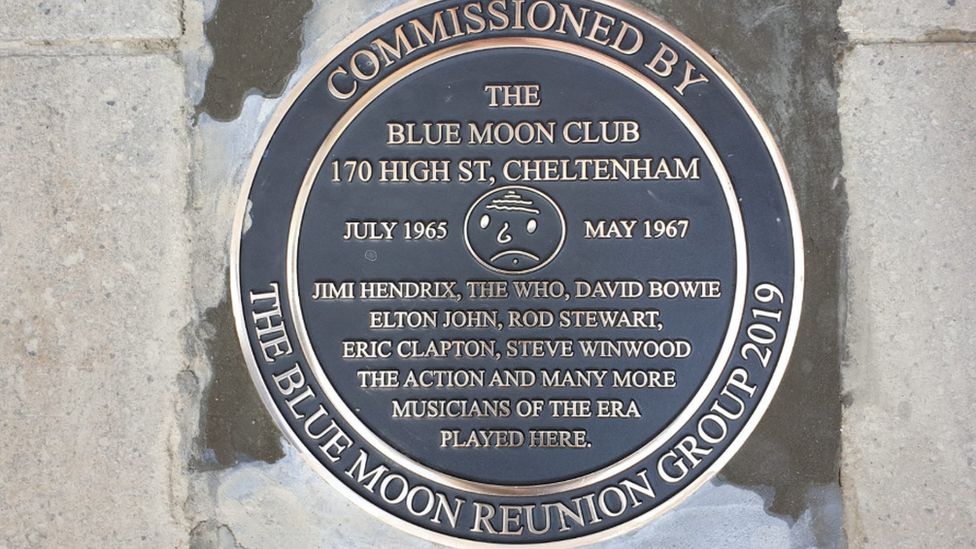 COMMISSIONED BY
THE
BLUE MOON CLUB
170 HIGH ST, CHELTENHAM
JULY 1965 MAY 1967
JIMI HENDRIX, THE WHO, DAVID BOWIE
ELTON JOHN, ROD STEWART,
ERIC CLAPTON, STEVE WINWOOD
THE ACTION AND MANY MORE
MUSICIANS OF THE ERA
PLAYED HERE.
THE BLUE MOON REUNION GROUP 2019